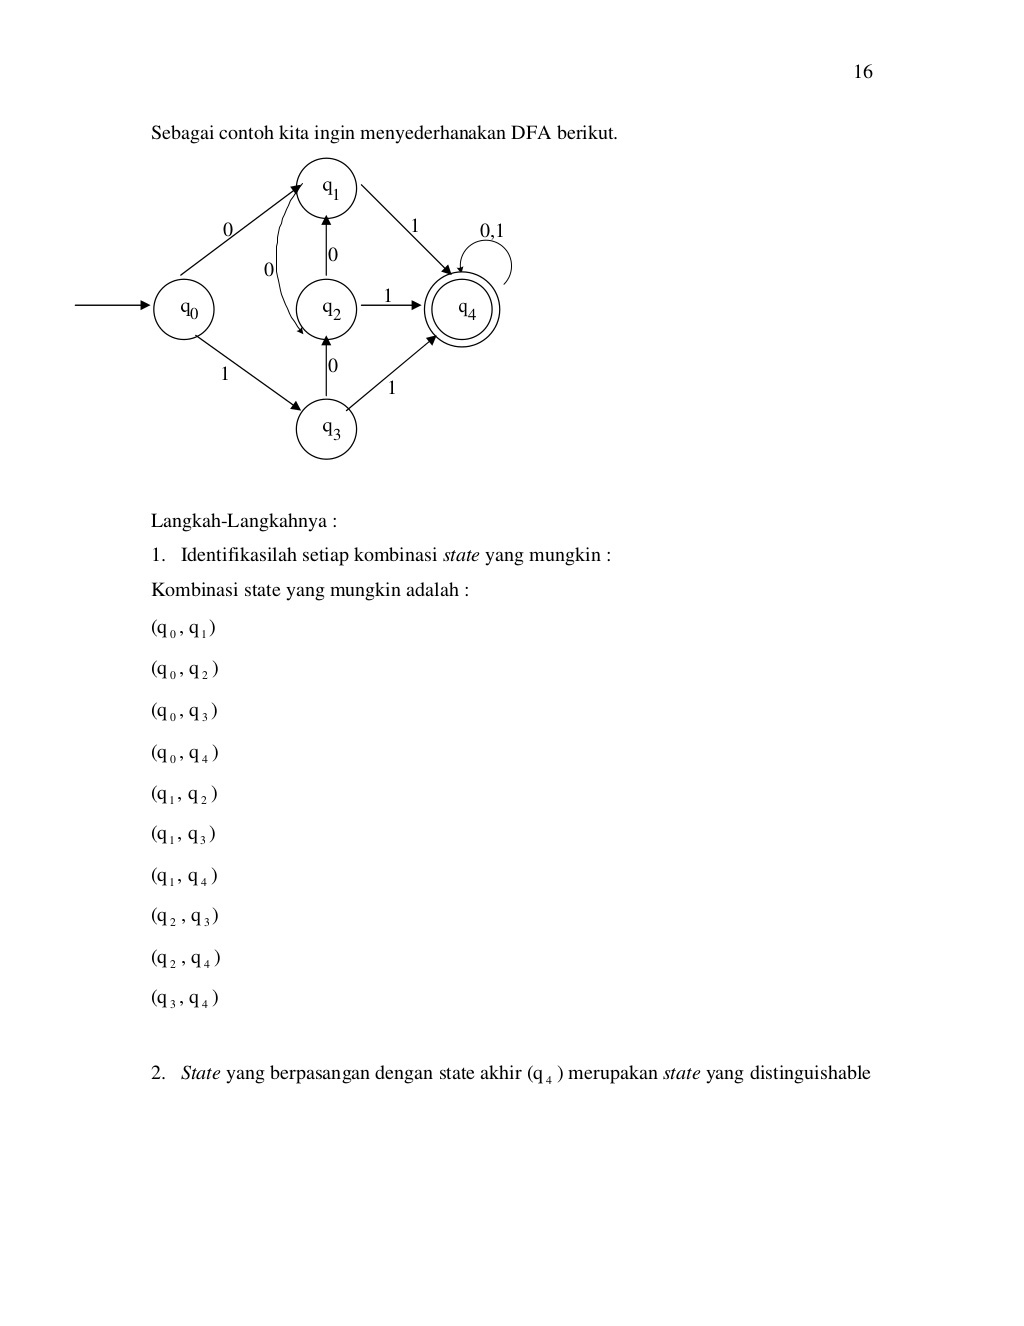 16
Sebagai contoh kita ingin menyederhanakan DFA berikut.
q1
0
1
0,1
0
0
q0
q2
1
q4
1
0
1
q3
Langkah-Langkahnya :
1. Identifikasilah setiap kombinasi state yang mungkin :
Kombinasi state yang mungkin adalah :
(q0, q1)
(q0, q2)
(q0, q3)
(q0, q4)
(q1, q2)
(q1, q3)
(q1, q4)
(q2, q3)
(q2, q4)
(q3, q4)
2. State yang berpasangan dengan state akhir (q4) merupakan state yang distinguishable